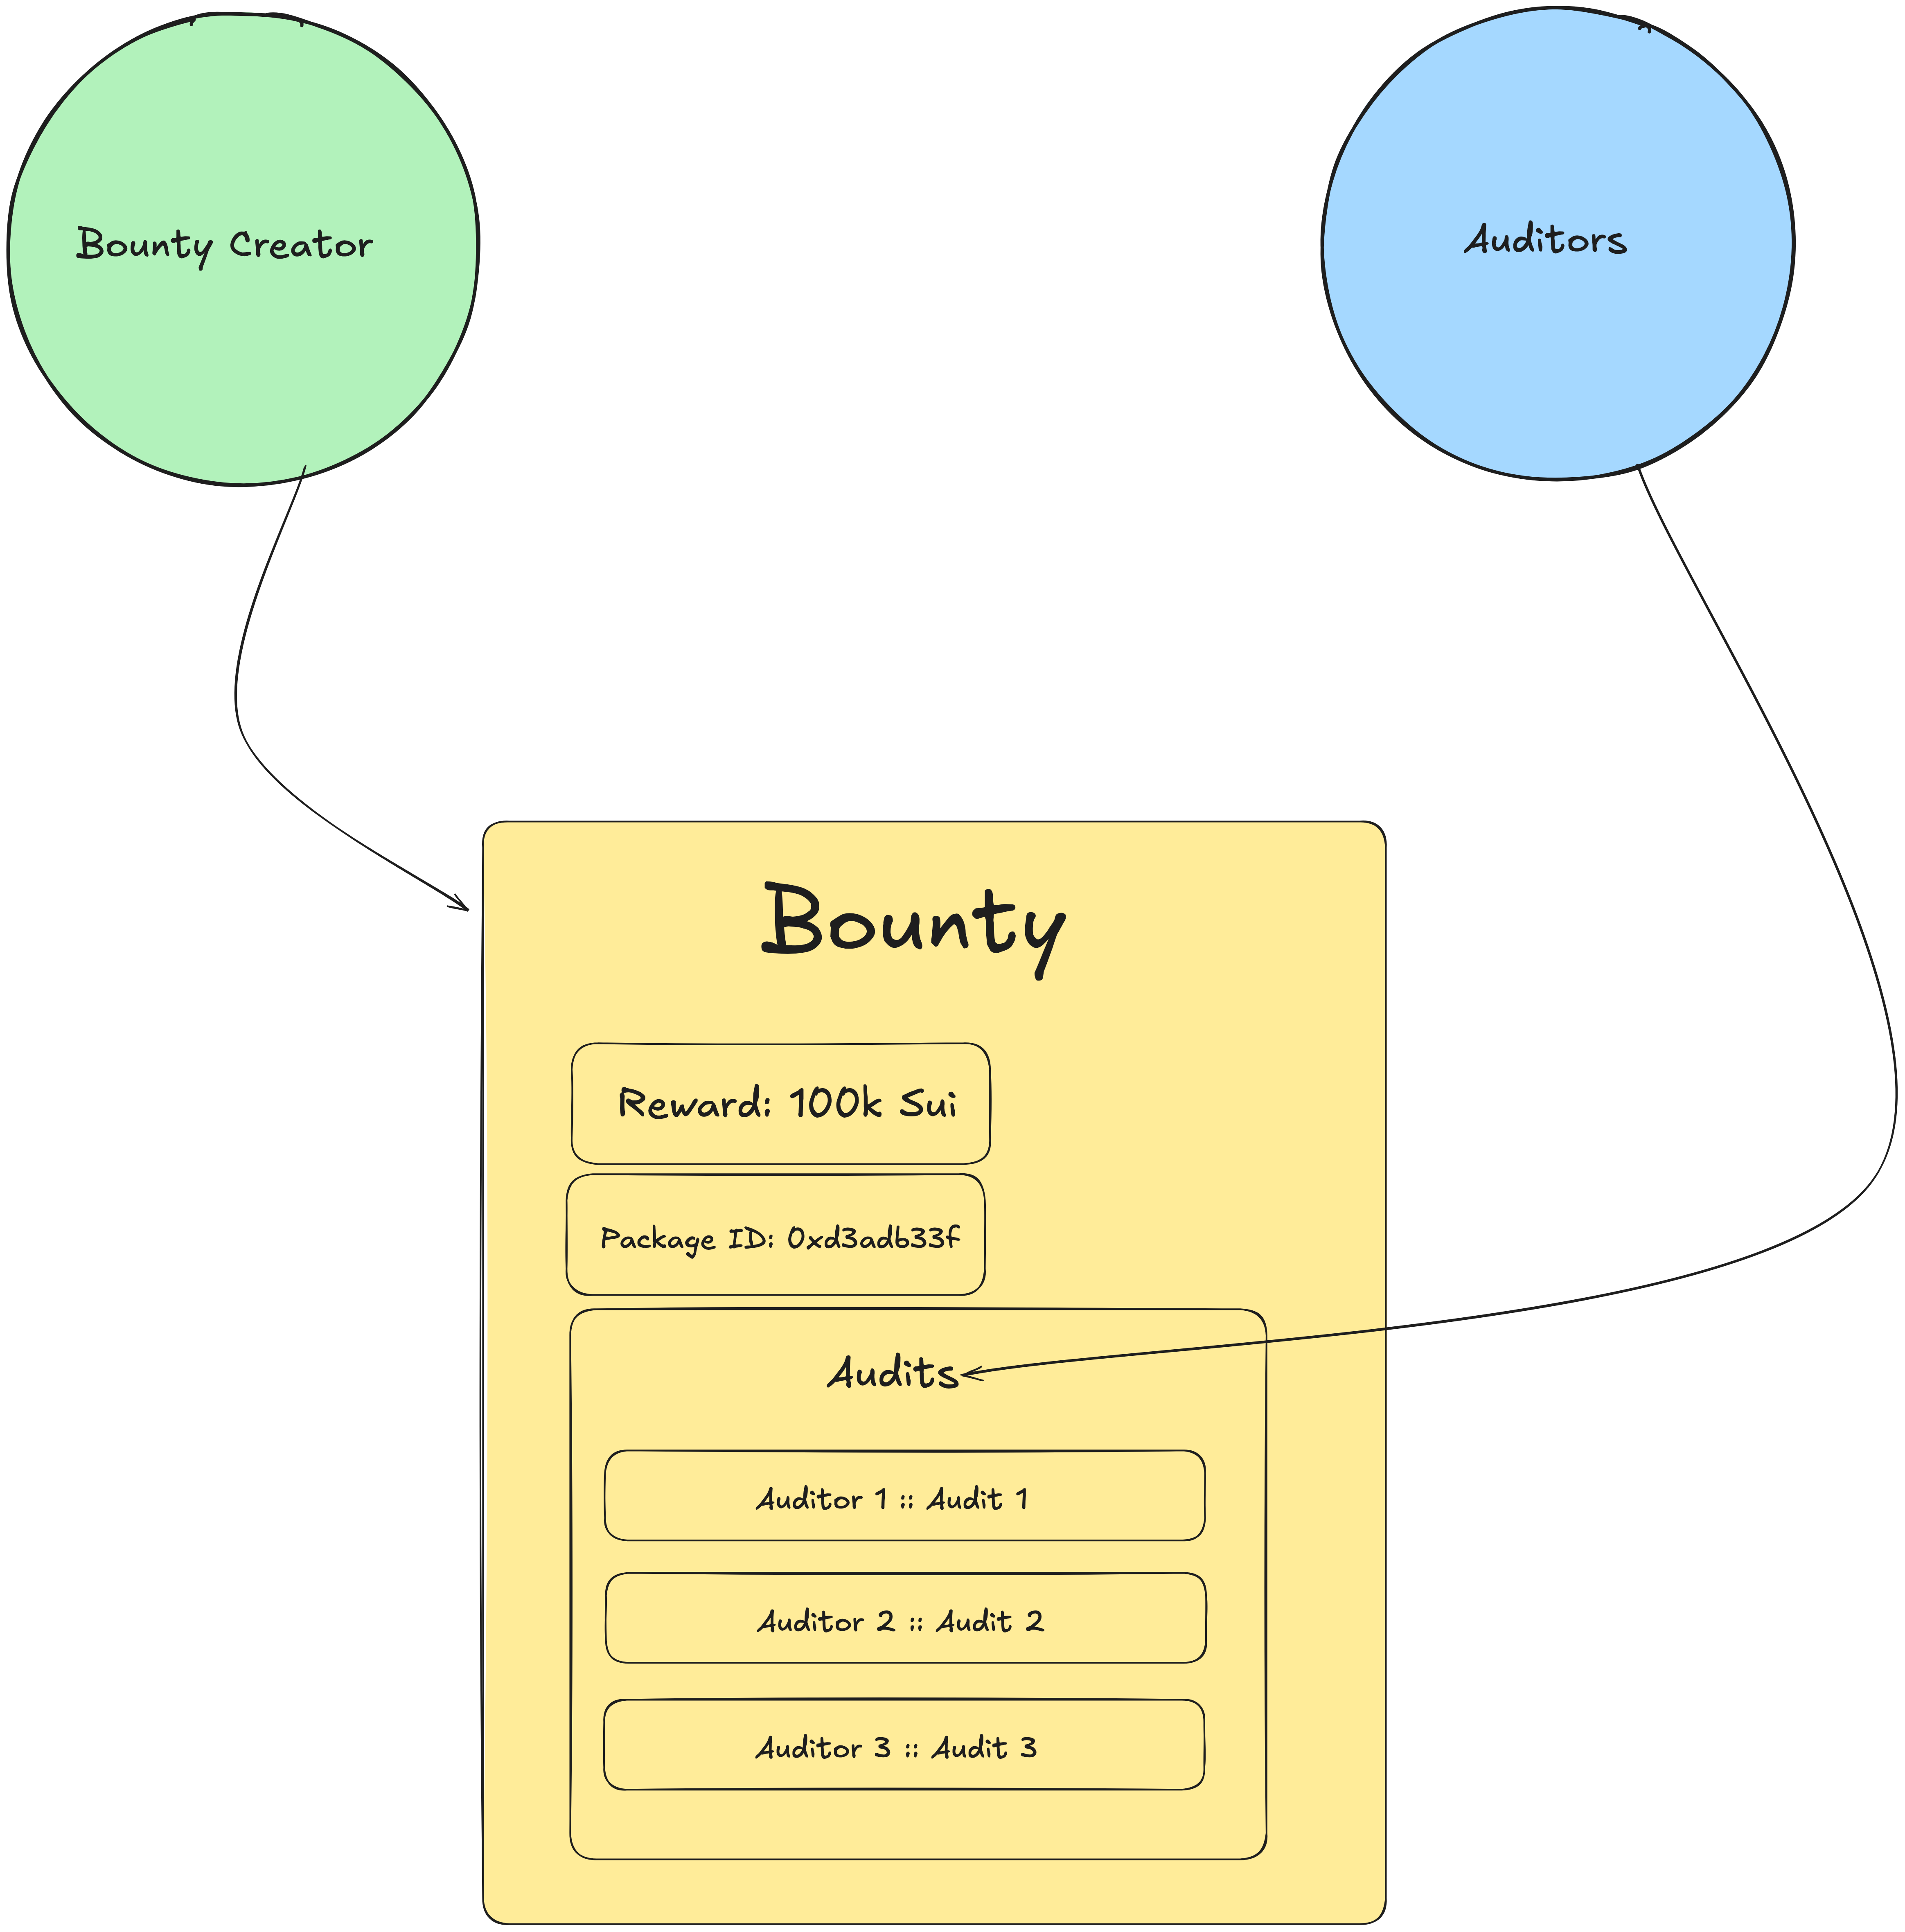 Bounty Creator
Auditors
Bounty
Reward: 100k Sui
Package ID: 0xd3adb33f
Audits
Auditor 1 :: Audit 1
Auditor 2 :: Audit 2
Auditor 3 :: Audit 3